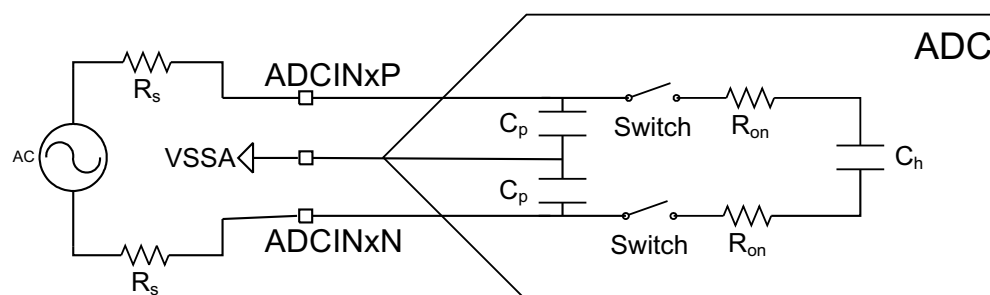 ADC
ADCINxP
Rs
Cp
Switch
Ron
AC
VSSA
Ch
Cp
ADCINxN
Rs
Switch
Ron